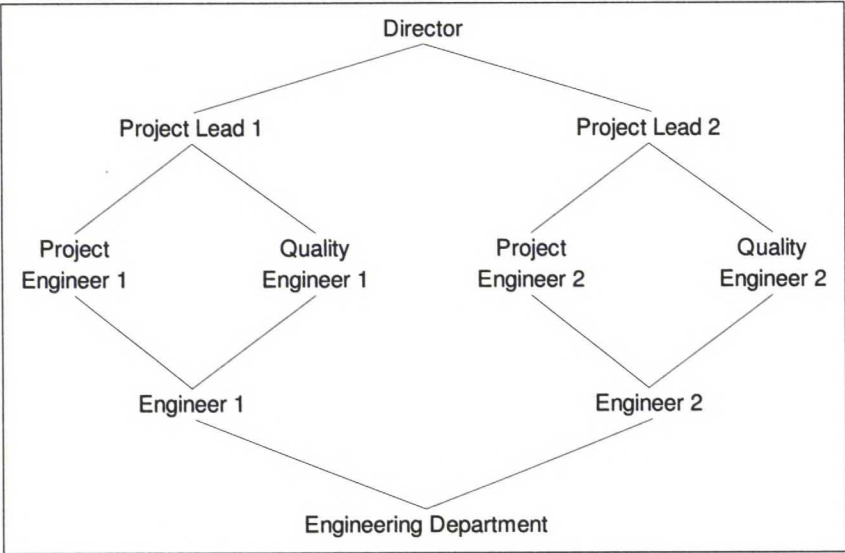 Director
Project Lead 1
Project Lead 2
Project
Engineer 1
Quality
Engineer 1
Project
Engineer 2
Quality
Engineer 2
Engineer 1
Engineer 2
Engineering Department